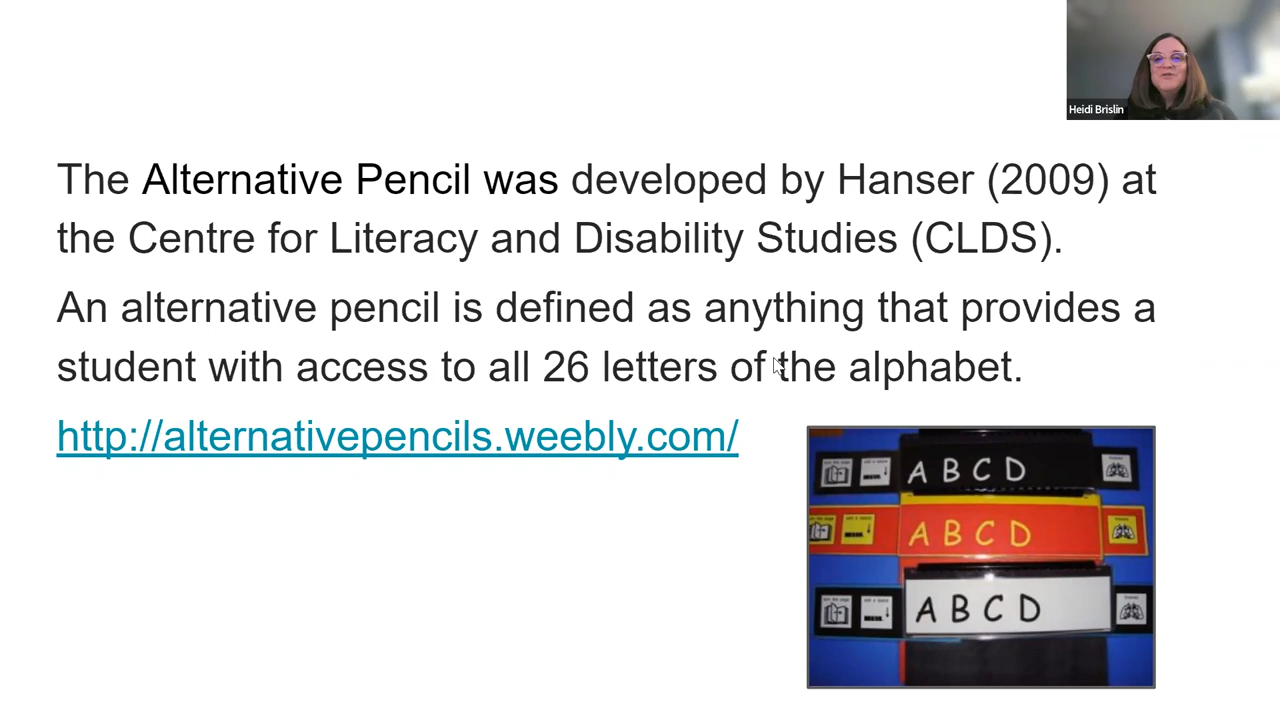 Heidi Brislin
The Alternative Pencil was developed by Hanser (2009) at
the Centre for Literacy and Disability Studies (CLDS).
An alternative pencil is defined as anything that provides a
student with access to all 26 letters of the alphabet.
http://alternativepencils.weebly.com/
A B C D
A B C D
A B C D